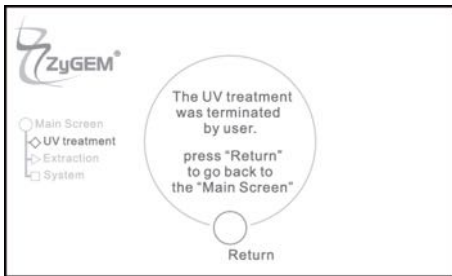 ZyGEM®
Main Screen
UV treatment
Extraction
System
The UV treatment
was terminated
by user.
press “Return”
to go back to
the “Main Screen”
Return